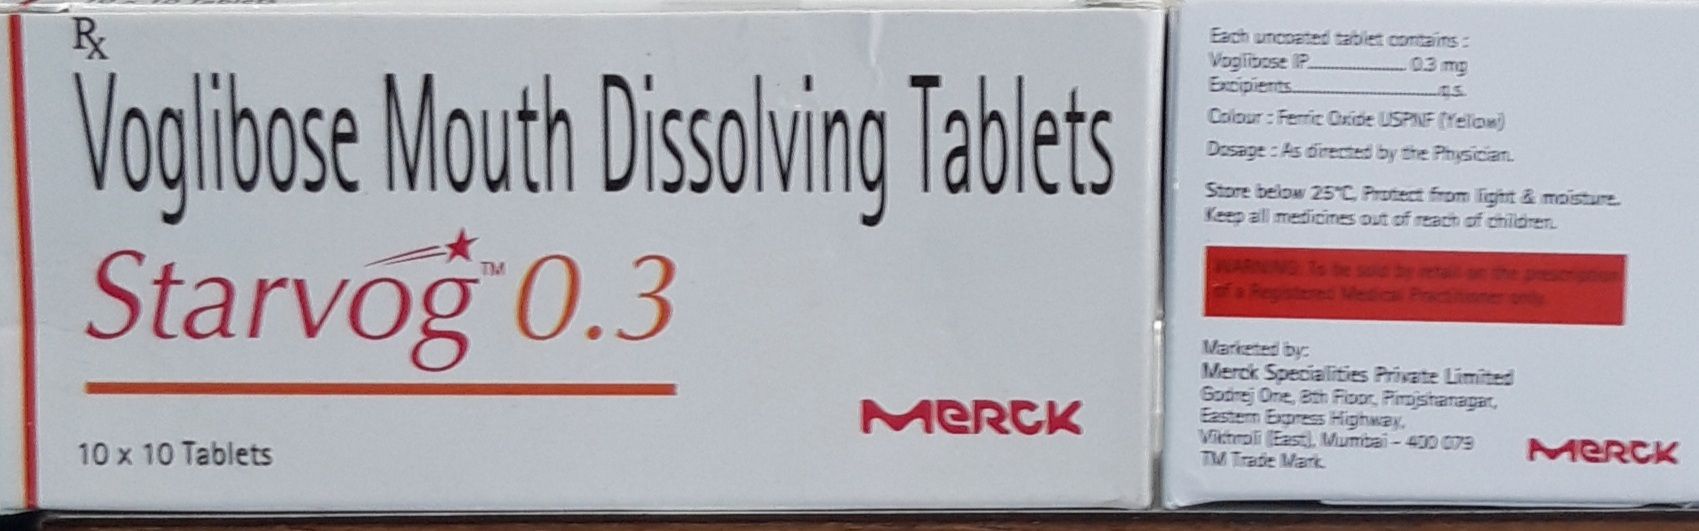 Rx
Voglibose Mouth Dissolving Tablets
Starvog™ 0.3
MERCK
10 x 10 Tablets
Each uncoated tablet contains :
Voglibose IP.................... 0.3 mg
Excipients..............................q.s.
Colour : Ferric Oxide USPNF (Yellow)
Dosage : As directed by the Physician.
Store below 25°C, Protect from light & moisture.
Keep all medicines out of reach of children.
WARNING: To be sold by retail on the prescription
of a Registered Medical Practitioner only.
Marketed by:
Merck Specialities Private Limited
Godrej One, 8th Floor, Pirojshanagar,
Eastern Express Highway,
Vikhroli (East), Mumbai - 400 079
TM Trade Mark.
MERCK